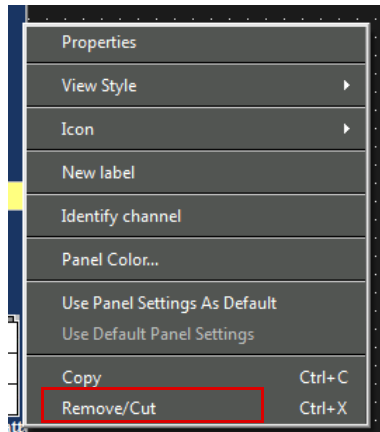 Properties
View Style
Icon
New label
Identify channel
Panel Color...
Use Panel Settings As Default
Use Default Panel Settings
Copy Ctrl+C
Remove/Cut Ctrl+X